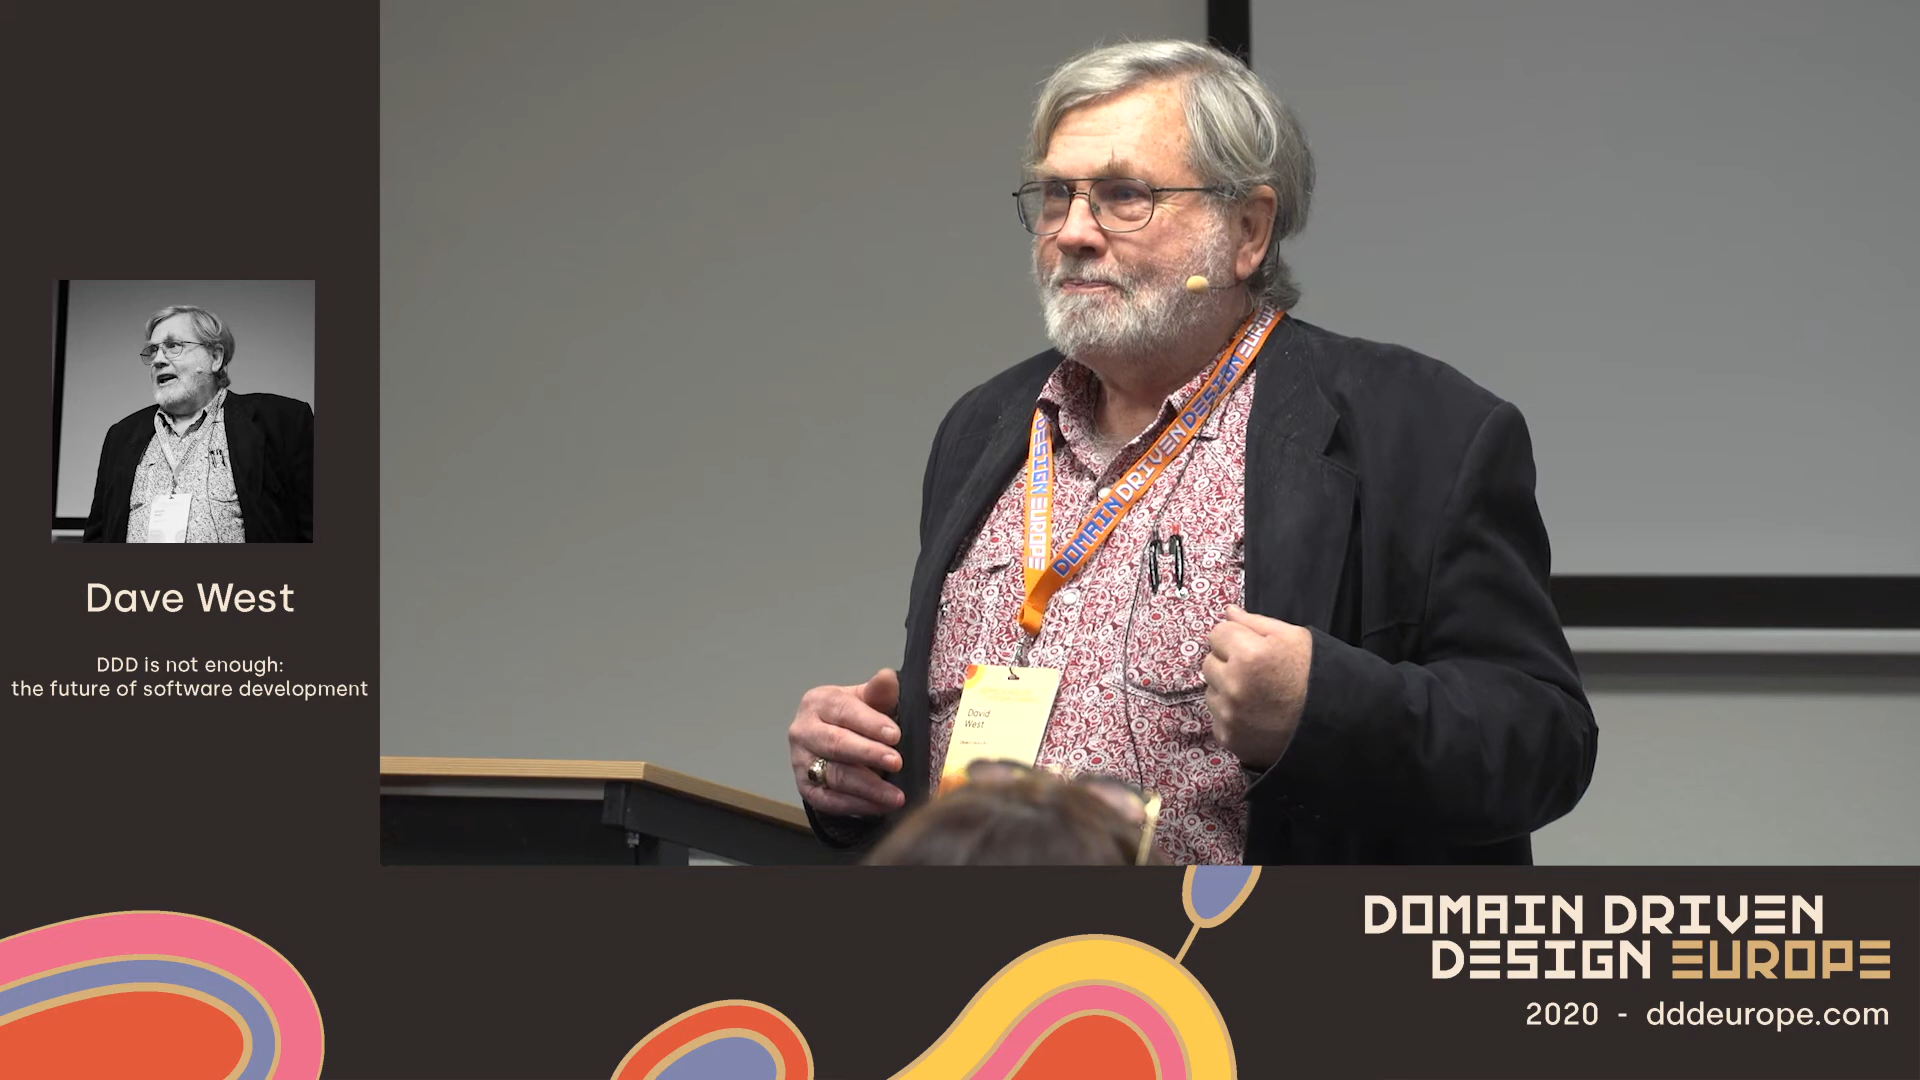 Dave West
DDD is not enough:
the future of software development
DESIGN EUROPE
DOMAIN DRIVEN DESIGN EUROPE
David
West
DOMAIN DRIVEN
DESIGN EUROPE
2020 - dddeurope.com